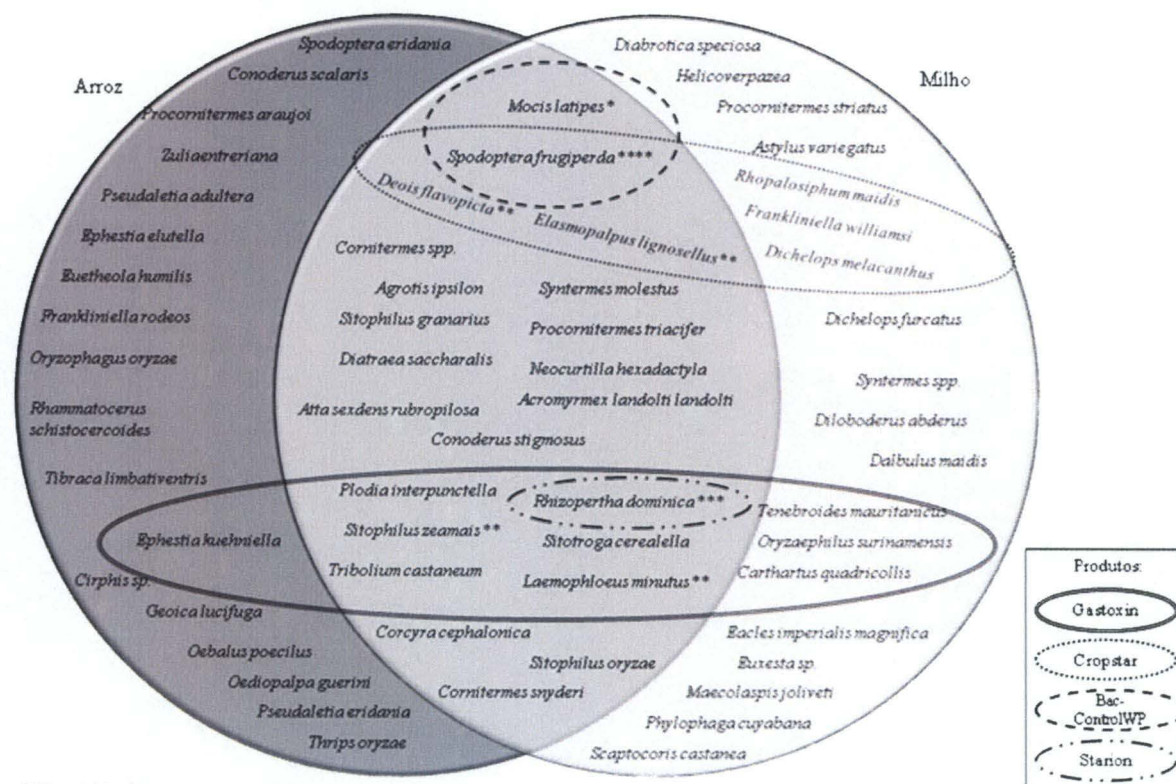 Arroz
Milho
Spodoptera eridania
Conoderus scalaris
Procornitermes araujoi
Zulia entreriana
Pseudaletia adultera
Ephestia elutella
Euetheola humilis
Frankliniella rodeos
Oryzophagus oryzae
Rhammatocerus
schistocercoides
Tibraca limbativentris
Ephestia kuehniella
Cirphis sp.
Geoica lucifuga
Oebalus poecilus
Oediopalpa guerini
Pseudaletia eridania
Thrips oryzae
Mocis latipes *
Spodoptera frugiperda ****
Deois flavopicta **
Elasmopalpus lignosellus **
Cornitermes spp.
Agrotis ipsilon
Syntermes molestus
Sitophilus granarius
Procornitermes triacifer
Diatraea saccharalis
Neocurtilla hexadactyla
Atta sexdens rubropilosa
Acromyrmex landolti landolti
Conoderus stigmosus
Plodia interpunctella
Rhizopertha dominica ***
Sitophilus zeamais **
Sitotroga cerealella
Tribolium castaneum
Laemophloeus minutus **
Corcyra cephalonica
Sitophilus oryzae
Cornitermes snyderi
Diabrotica speciosa
Helicoverpazea
Procornitermes striatus
Astylus variegatus
Rhopalosiphum maidis
Frankliniella williamsi
Dichelops melacanthus
Dichelops furcatus
Syntermes spp.
Diloboderus abderus
Dalbulus maidis
Tenebroides mauritanicus
Oryzaephilus surinamensis
Carthartus quadricollis
Eacles imperialis magnifica
Euxesta sp.
Maecolaspis joliveti
Phyllophaga cuyabana
Scaptocoris castanea
Produtos:
Gastoxin
Cropstar
Bac-
ControlWP
Starion